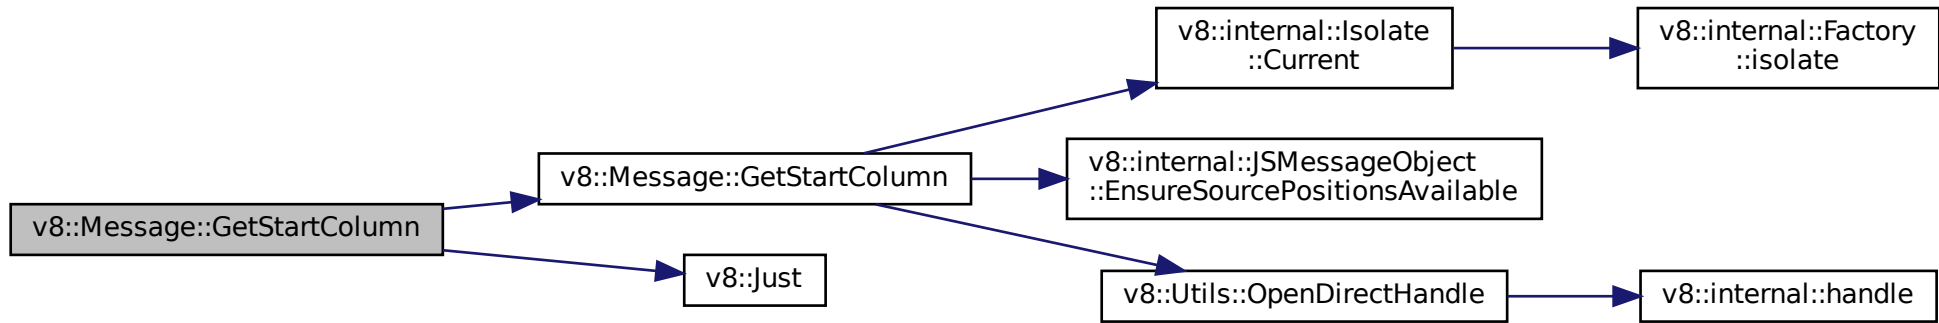 v8::Message::GetStartColumn
v8::Message::GetStartColumn
v8::internal::Isolate
::Current
v8::internal::Factory
::isolate
v8::internal::JSMessageObject
::EnsureSourcePositionsAvailable
v8::Utils::OpenDirectHandle
v8::internal::handle
v8::Just